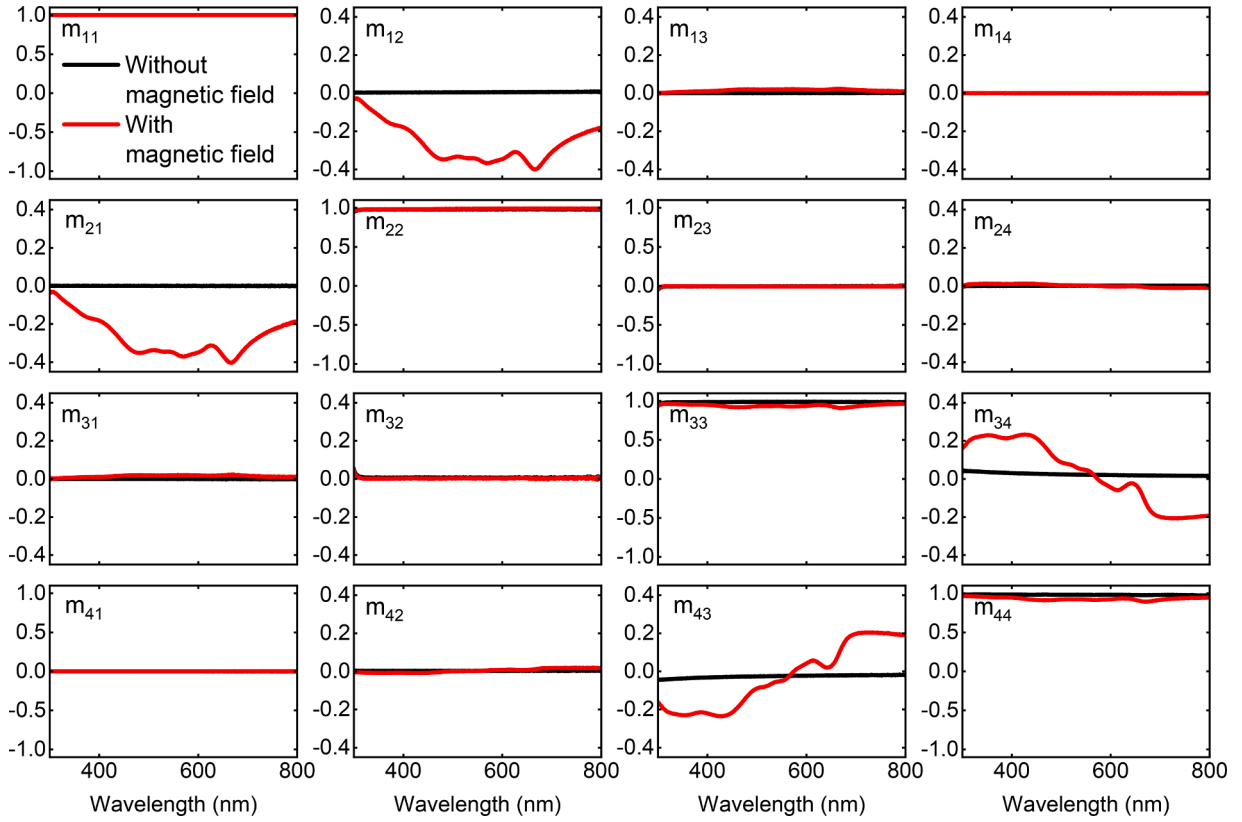 1.0 m11 0.4 m12 0.4 m13 0.4 m14
0.5 Without 0.2 0.2 0.2
0.0 magnetic field 0.0 0.0 0.0
-0.5 With -0.2 -0.2 -0.2
-1.0 magnetic field -0.4 -0.4 -0.4
0.4 m21 1.0 m22 1.0 m23 0.4 m24
0.2 0.5 0.5 0.2
0.0 0.0 0.0 0.0
-0.2 -0.5 -0.5 -0.2
-0.4 -1.0 -1.0 -0.4
0.4 m31 0.4 m32 1.0 m33 0.4 m34
0.2 0.2 0.5 0.2
0.0 0.0 0.0 0.0
-0.2 -0.2 -0.5 -0.2
-0.4 -0.4 -1.0 -0.4
1.0 m41 0.4 m42 0.4 m43 1.0 m44
0.5 0.2 0.2 0.5
0.0 0.0 0.0 0.0
-0.5 -0.2 -0.2 -0.5
-1.0 -0.4 -0.4 -1.0
400 600 800 400 600 800 400 600 800 400 600 800
Wavelength (nm) Wavelength (nm) Wavelength (nm) Wavelength (nm)